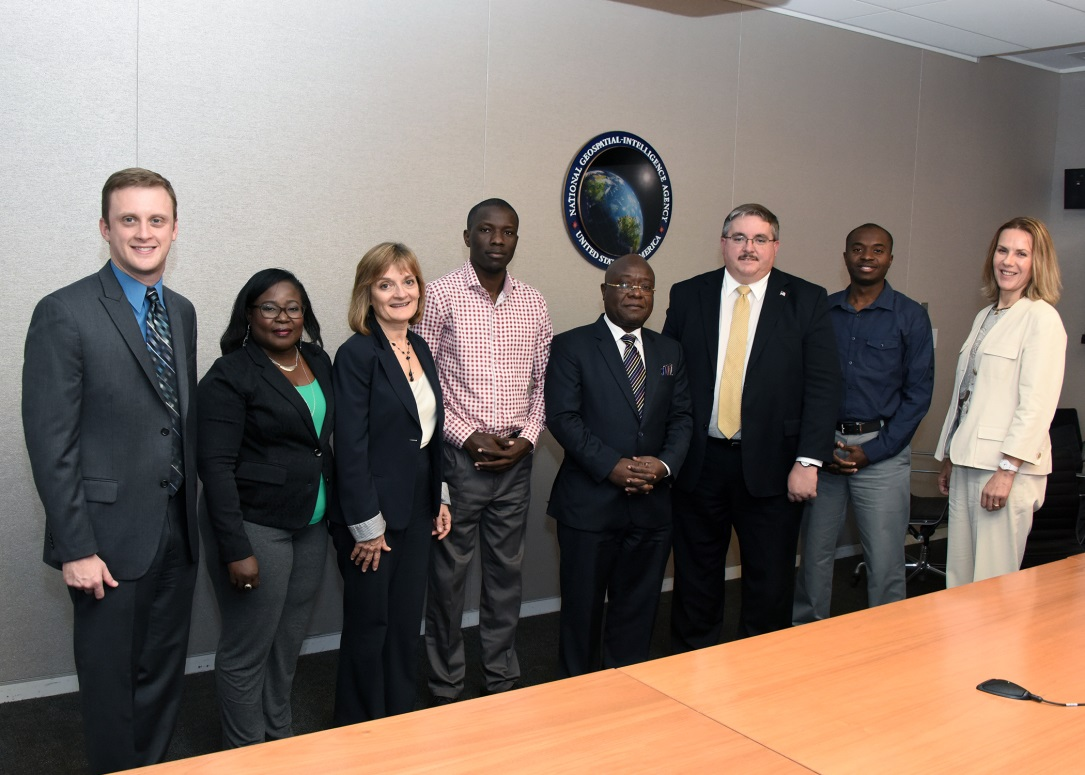 NATIONAL GEOSPATIAL-INTELLIGENCE AGENCY
UNITED STATES OF AMERICA